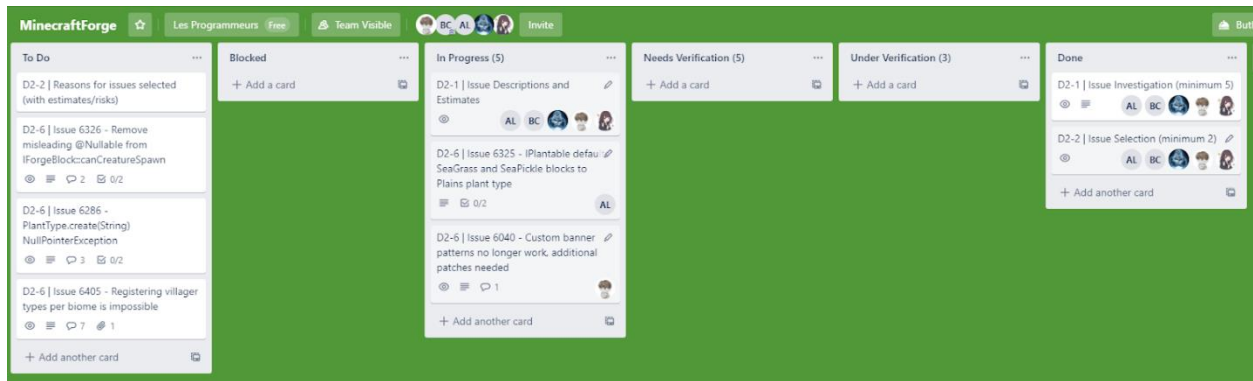 MinecraftForge Les Programmeurs Free Team Visible BC AL Invite
To Do
D2-2 | Reasons for issues selected
(with estimates/risks)
D2-6 | Issue 6326 - Remove
misleading @Nullable from
IForgeBlock::canCreatureSpawn
2 0/2
D2-6 | Issue 6286 -
PlantType.create(String)
NullPointerException
3 0/2
D2-6 | Issue 6405 - Registering villager
types per biome is impossible
7 1
+ Add another card
Blocked
+ Add a card
In Progress (5)
D2-1 | Issue Descriptions and
Estimates
AL BC
D2-6 | Issue 6325 - IPlantable
SeaGrass and SeaPickle blocks to
Plains plant type
0/2 AL
D2-6 | Issue 6040 - Custom banner
patterns no longer work, additional
patches needed
1
+ Add another card
Needs Verification (5)
+ Add a card
Under Verification (3)
+ Add a card
Done
D2-1 | Issue Investigation (minimum 5)
AL BC
D2-2 | Issue Selection (minimum 2)
AL BC
+ Add another card